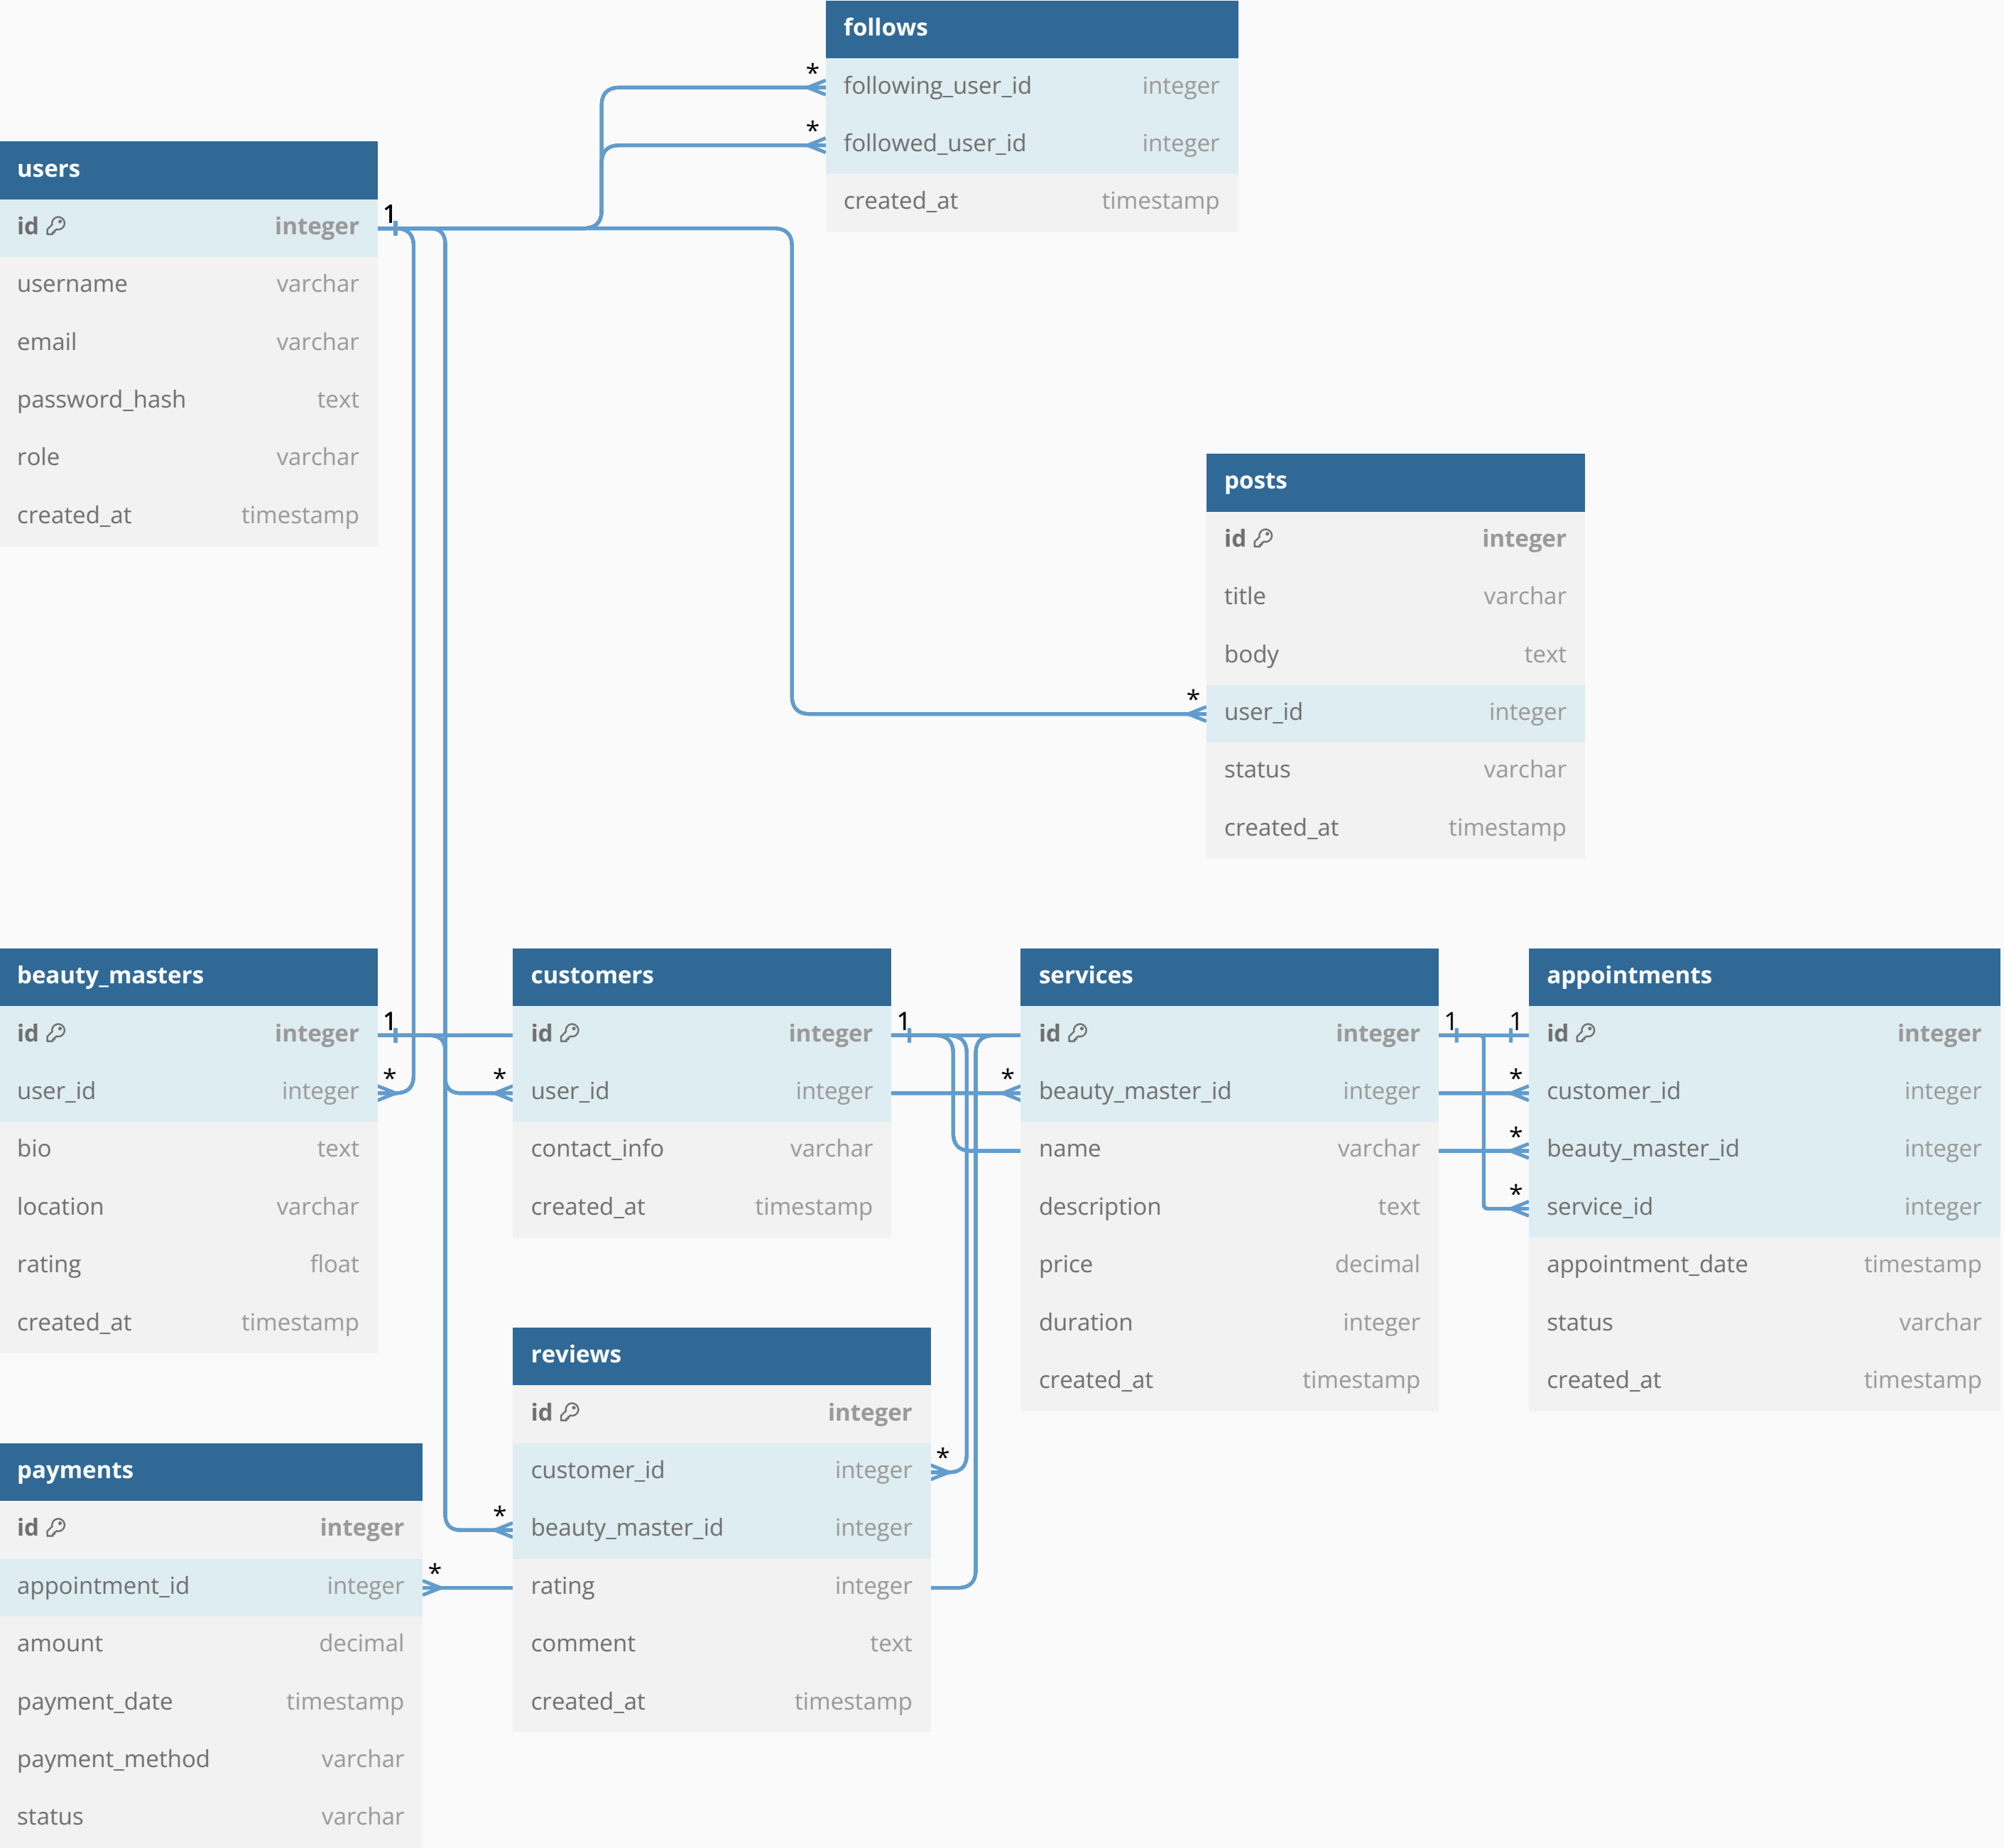 follows
* following_user_id integer
* followed_user_id integer
created_at timestamp
users
id integer 1
username varchar
email varchar
password_hash text
role varchar
created_at timestamp
posts
id integer
title varchar
body text
* user_id integer
status varchar
created_at timestamp
beauty_masters
id integer 1
user_id integer *
bio text
location varchar
rating float
created_at timestamp
customers
id integer 1
* user_id integer
contact_info varchar
created_at timestamp
services
id integer 1
* beauty_master_id integer
name varchar
description text
price decimal
duration integer
created_at timestamp
appointments
1 id integer
* customer_id integer
* beauty_master_id integer
* service_id integer
appointment_date timestamp
status varchar
created_at timestamp
reviews
id integer
customer_id integer *
* beauty_master_id integer
rating integer
comment text
created_at timestamp
payments
id integer
appointment_id integer *
amount decimal
payment_date timestamp
payment_method varchar
status varchar